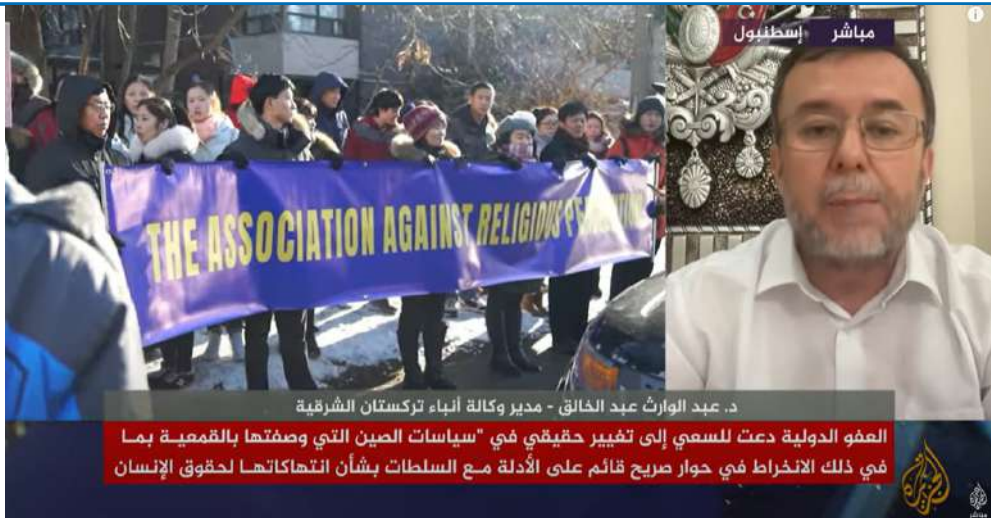 مباشر إسطنبول
THE ASSOCIATION AGAINST RELIGIOUS
د. عبد الوارث عبد الخالق - مدير وكالة أنباء تركستان الشرقية
العفو الدولية دعت للسعي إلى تغيير حقيقي في "سياسات الصين التي وصفتها بالقمعية بما
في ذلك الانخراط في حوار صريح قائم على الأدلة مع السلطات بشأن انتهاكاتها لحقوق الإنسان
الجزيرة
مباشر